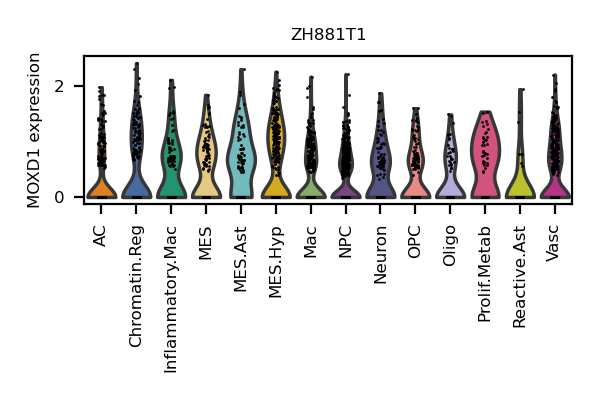 ZH881T1
MOXD1 expression
2
0
AC
Chromatin.Reg
Inflammatory.Mac
MES
MES.Ast
MES.Hyp
Mac
NPC
Neuron
OPC
Oligo
Prolif.Metab
Reactive.Ast
Vasc